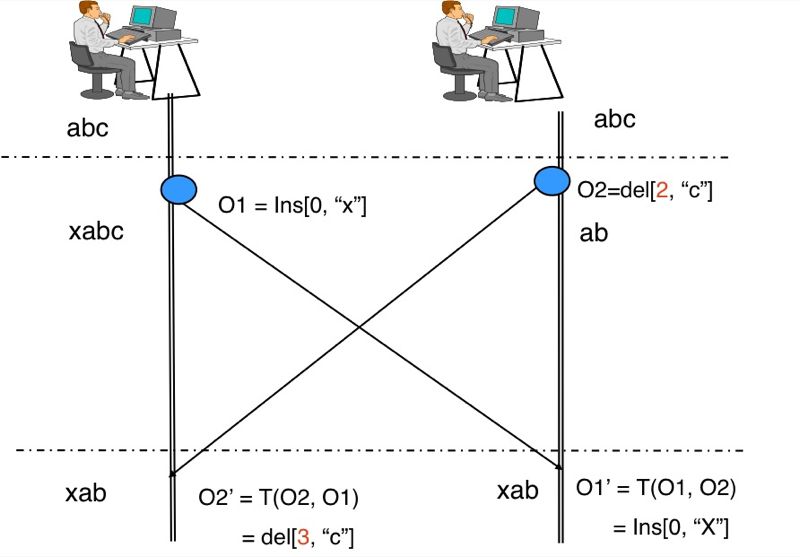 abc
abc
O1 = Ins[0, “x”]
O2=del[2, “c”]
xabc
ab
xab
O2’ = T(O2, O1)
= del[3, “c”]
xab
O1’ = T(O1, O2)
= Ins[0, “X”]